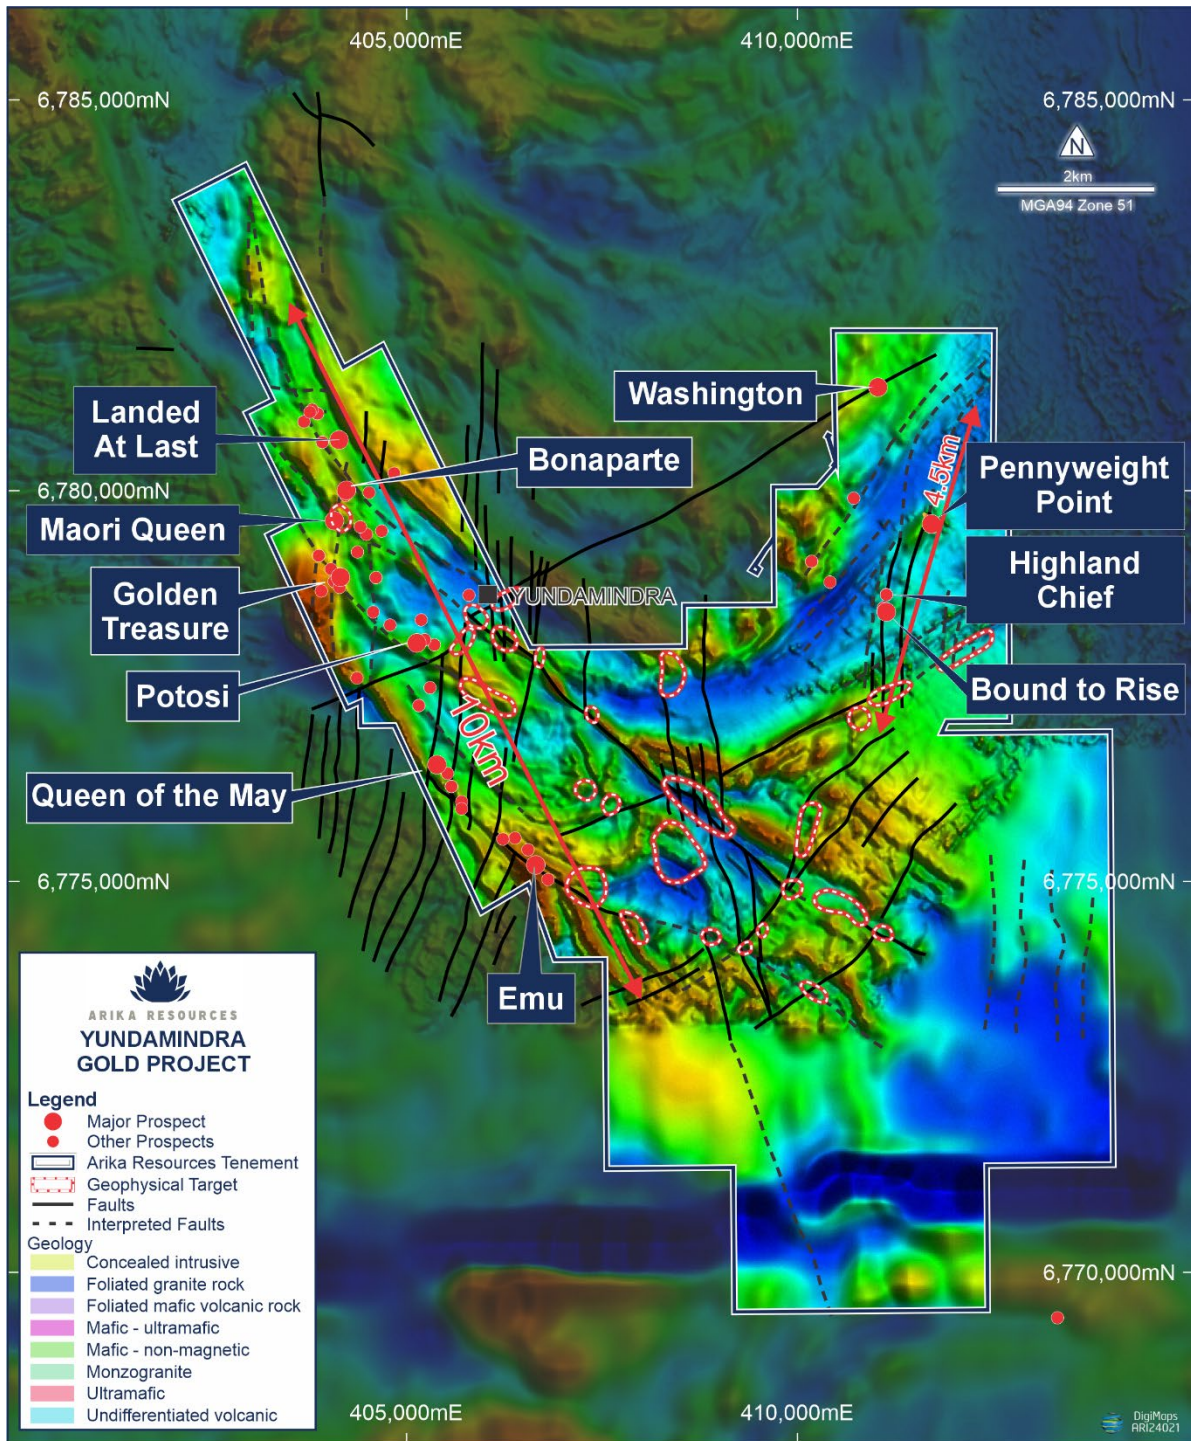 405,000mE
410,000mE
6,785,000mN
6,785,000mN
N
2km
MGA94 Zone 51
Washington
Landed
At Last
Bonaparte
4.5km
Pennyweight
Point
6,780,000mN
Maori Queen
Highland
Chief
Golden
Treasure
YUNDAMINDRA
Potosi
Bound to Rise
10km
Queen of the May
6,775,000mN
6,775,000mN
Emu
ARIKA RESOURCES
YUNDAMINDRA
GOLD PROJECT
Legend
Major Prospect
Other Prospects
Arika Resources Tenement
Geophysical Target
Faults
Interpreted Faults
Geology
Concealed intrusive
Foliated granite rock
Foliated mafic volcanic rock
Mafic - ultramafic
Mafic - non-magnetic
Monzogranite
Ultramafic
Undifferentiated volcanic
6,770,000mN
405,000mE
410,000mE
DigiMaps
ARI24021